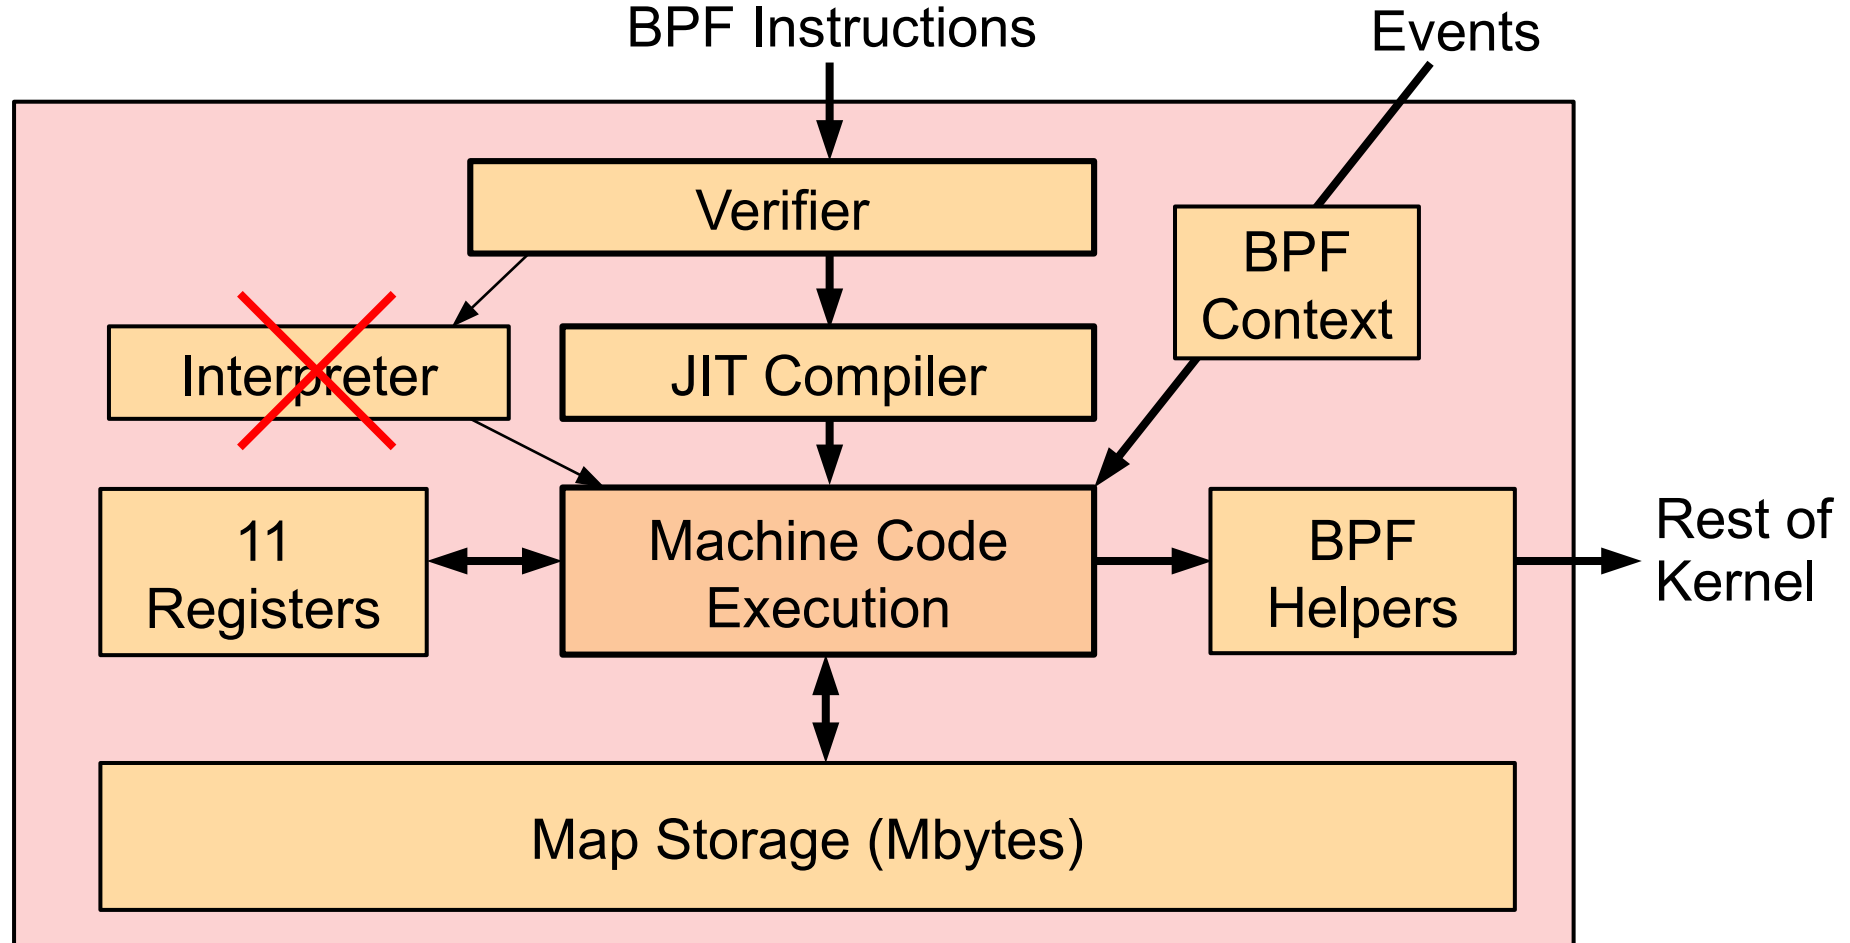 BPF Instructions
Events
Verifier
BPF
Context
Interpreter
JIT Compiler
11
Registers
Machine Code
Execution
BPF
Helpers
Rest of
Kernel
Map Storage (Mbytes)